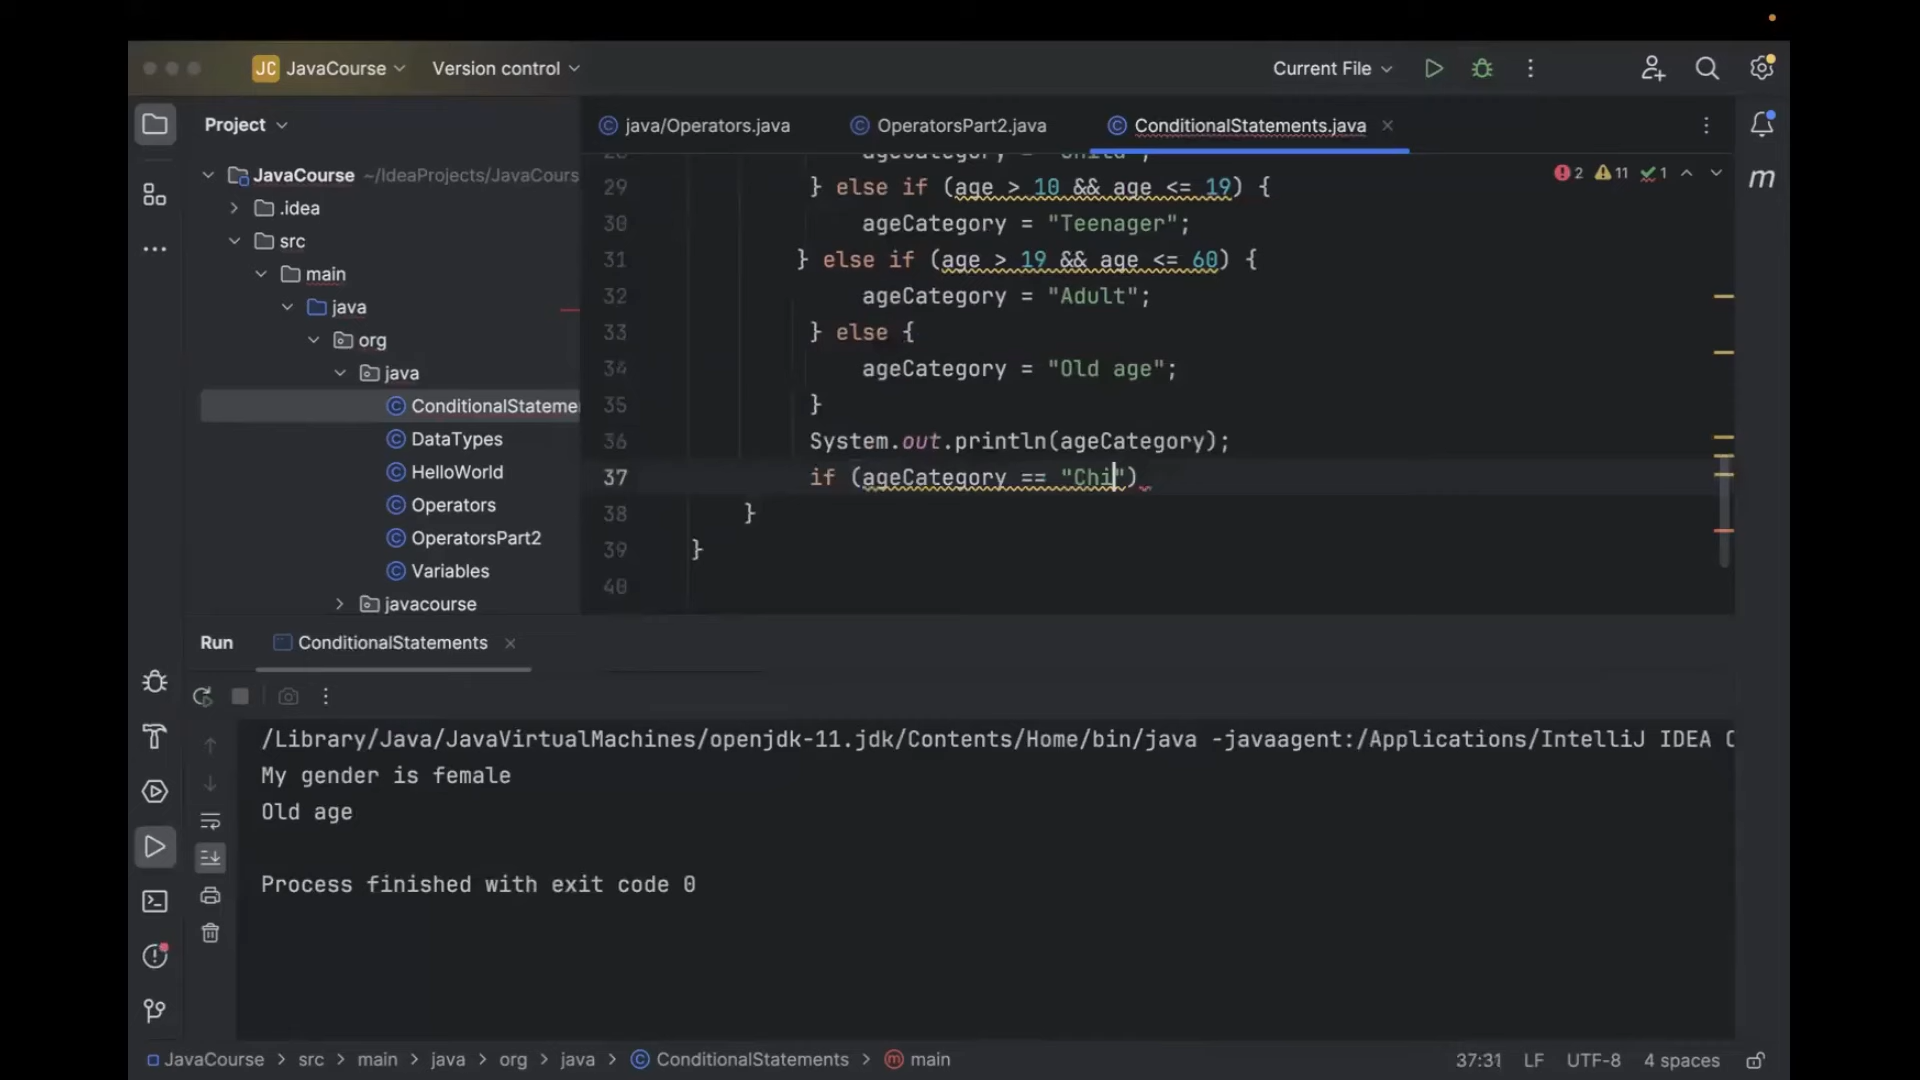 JC JavaCourse Version control Current File
Project
java/Operators.java OperatorsPart2.java ConditionalStatements.java
JavaCourse ~/IdeaProjects/JavaCours
.idea
src
main
java
org
java
ConditionalStateme
DataTypes
HelloWorld
Operators
OperatorsPart2
Variables
javacourse
2 11 1
29 } else if (age > 10 && age <= 19) {
30 ageCategory = "Teenager";
31 } else if (age > 19 && age <= 60) {
32 ageCategory = "Adult";
33 } else {
34 ageCategory = "Old age";
35 }
36 System.out.println(ageCategory);
37 if (ageCategory == "Chi")
38 }
39 }
40
Run ConditionalStatements
/Library/Java/JavaVirtualMachines/openjdk-11.jdk/Contents/Home/bin/java -javaagent:/Applications/IntelliJ IDEA C
My gender is female
Old age
Process finished with exit code 0
JavaCourse > src > main > java > org > java > ConditionalStatements > main 37:31 LF UTF-8 4 spaces